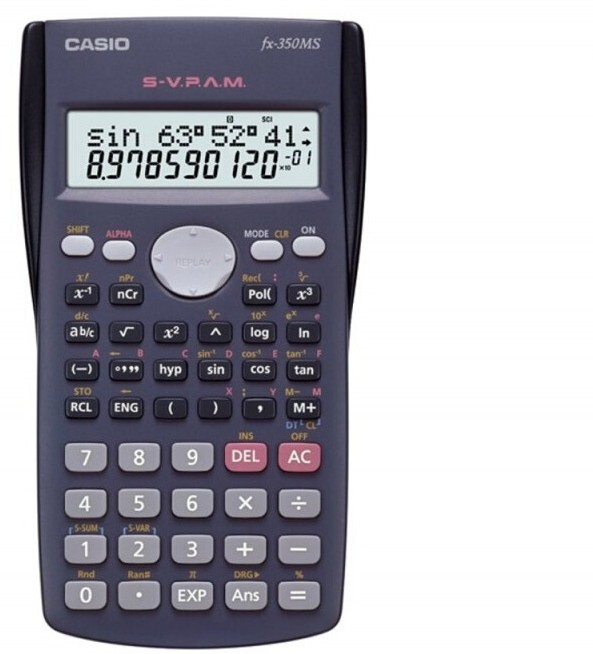 CASIO fx-350MS
S-V.P.A.M.
D SCI
sin 63°52°41
8.978590120×10-01
SHIFT ALPHA MODE CLR ON
REPLAY
x! nPr Rec( : ³√
x-1 nCr Pol( x³
d/c x√ 10x ex e
a b/c √ x² ^ log ln
A ← B C sin-1 D cos-1 E tan-1 F
(−) °,,, hyp sin cos tan
STO ← X ; Y M− M
RCL ENG ( ) , M+
DT CL
INS OFF
7 8 9 DEL AC
4 5 6 × ÷
S-SUM S-VAR
1 2 3 + −
Rnd Ran# π DRG▶ %
0 · EXP Ans =